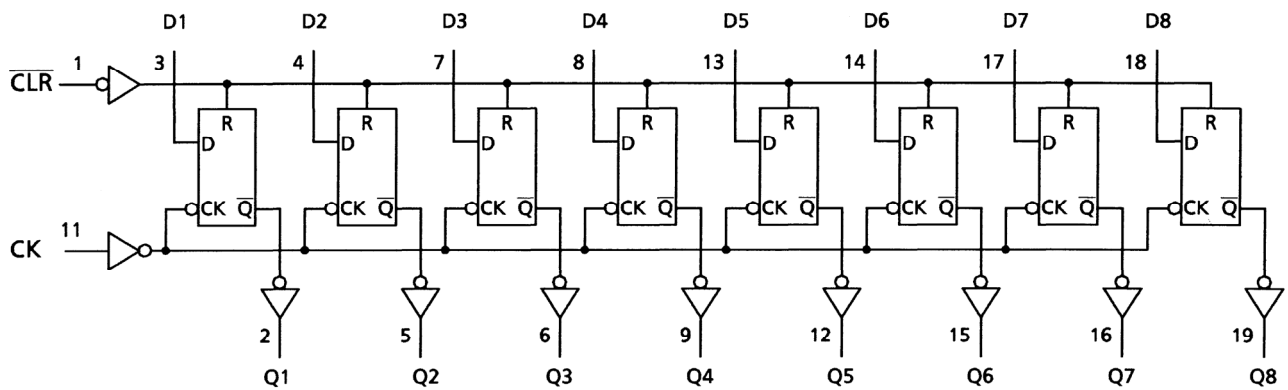 D1 D2 D3 D4 D5 D6 D7 D8
1 3 4 7 8 13 14 17 18
C̅L̅R̅
R R R R R R R R
D D D D D D D D
CK Q̅ CK Q̅ CK Q̅ CK Q̅ CK Q̅ CK Q̅ CK Q̅ CK Q̅
11
CK
2 5 6 9 12 15 16 19
Q1 Q2 Q3 Q4 Q5 Q6 Q7 Q8